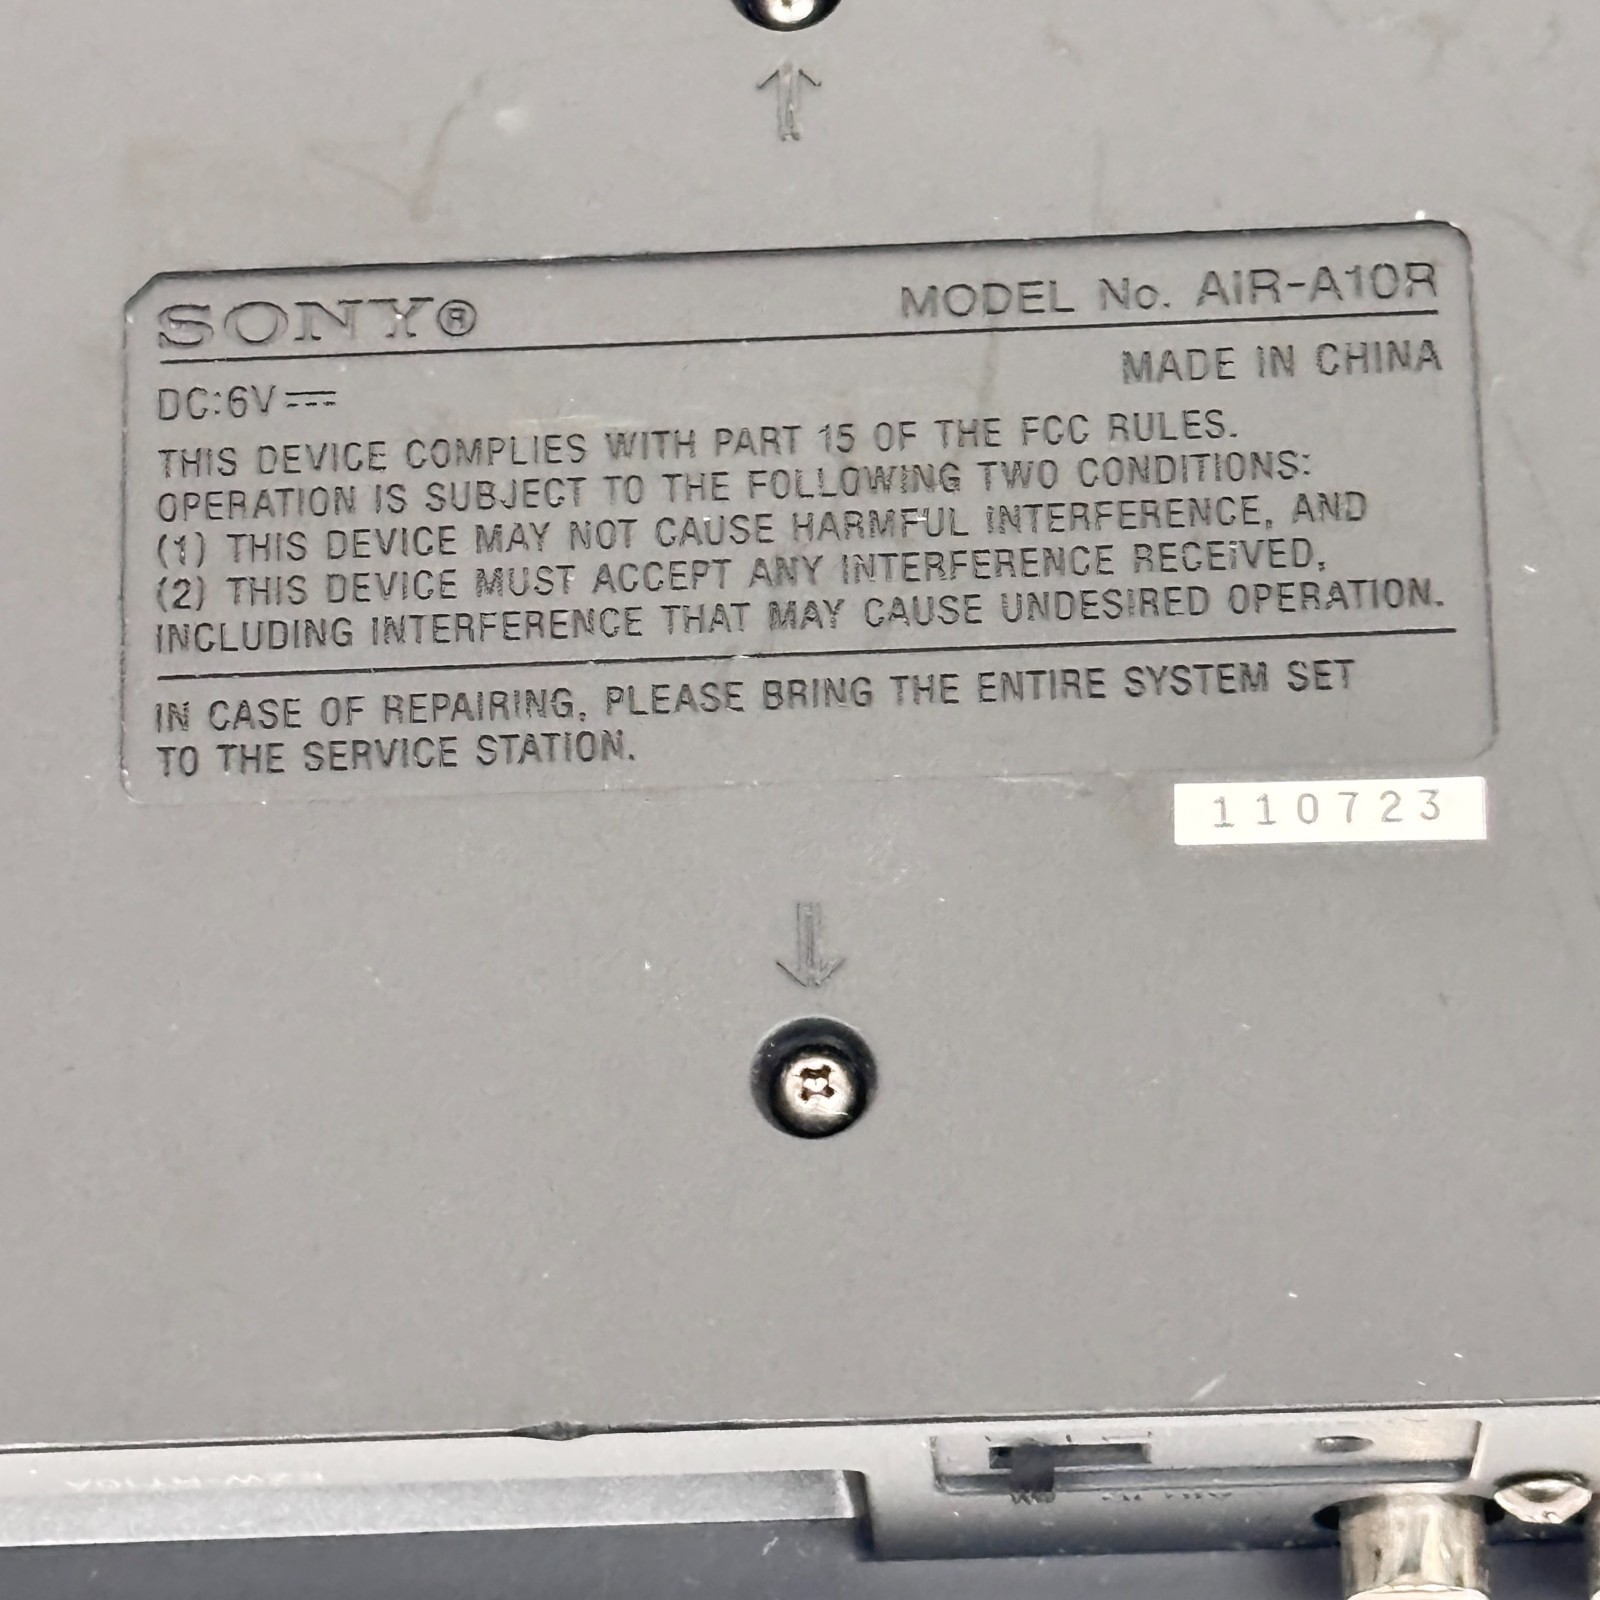 SONY®
MODEL No. AIR-A10R
DC:6V⎓
MADE IN CHINA
THIS DEVICE COMPLIES WITH PART 15 OF THE FCC RULES.
OPERATION IS SUBJECT TO THE FOLLOWING TWO CONDITIONS:
(1) THIS DEVICE MAY NOT CAUSE HARMFUL INTERFERENCE, AND
(2) THIS DEVICE MUST ACCEPT ANY INTERFERENCE RECEIVED,
INCLUDING INTERFERENCE THAT MAY CAUSE UNDESIRED OPERATION.
IN CASE OF REPAIRING, PLEASE BRING THE ENTIRE SYSTEM SET
TO THE SERVICE STATION.
110723